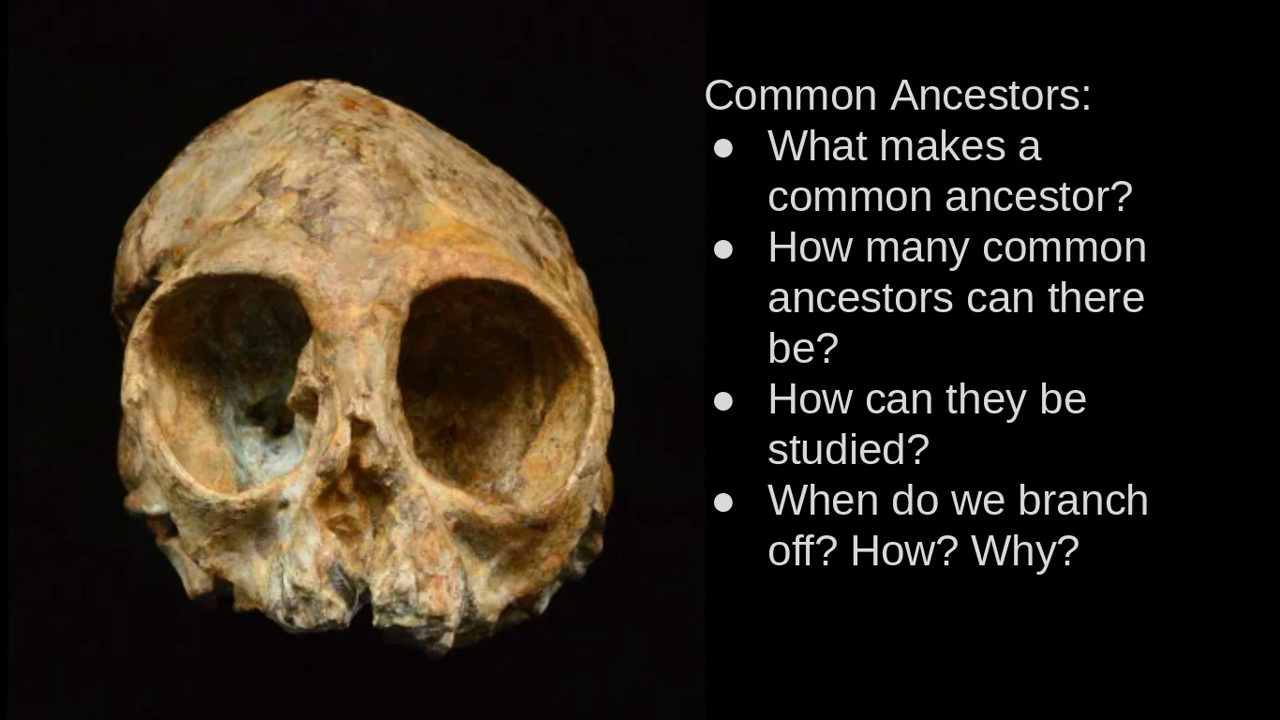 Common Ancestors:
● What makes a
common ancestor?
● How many common
ancestors can there
be?
● How can they be
studied?
● When do we branch
off? How? Why?